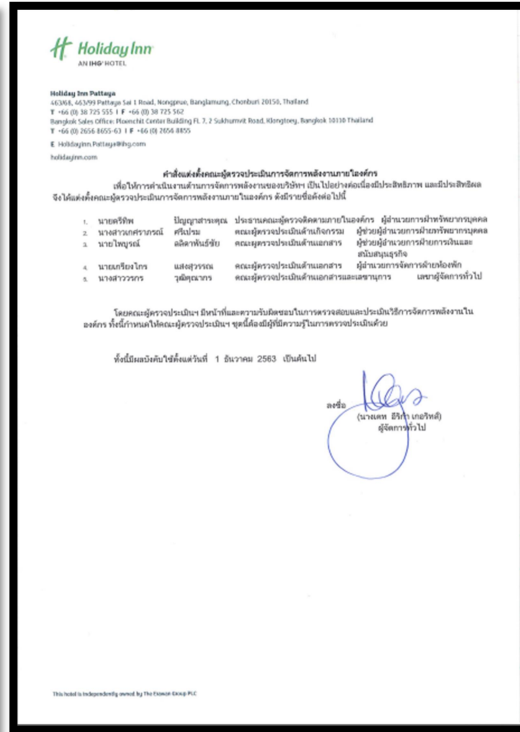 Holiday Inn
AN IHG HOTEL
Holiday Inn Pattaya
463/68, 463/99 Pattaya Sai 1 Road, Nongprue, Banglamung, Chonburi 20150, Thailand
T +66 (0) 38 725 555 I F +66 (0) 38 725 562
Bangkok Sales Office: Ploenchit Center Building Fl. 7, 2 Sukhumvit Road, Klongtoey, Bangkok 10110 Thailand
T +66 (0) 2656 8655-63 I F +66 (0) 2656 8855
E HolidayInn.Pattaya@ihg.com
holidayinn.com
คำสั่งแต่งตั้งคณะผู้ตรวจประเมินการจัดการพลังงานภายในองค์กร
เพื่อให้การดำเนินงานด้านการจัดการพลังงานของบริษัทฯ เป็นไปอย่างต่อเนื่องมีประสิทธิภาพ และมีประสิทธิผล
จึงได้แต่งตั้งคณะผู้ตรวจประเมินการจัดการพลังงานภายในองค์กร ดังมีรายชื่อดังต่อไปนี้
1. นายศรีทิพ ปัญญาสาระคุณ ประธานคณะผู้ตรวจติดตามภายในองค์กร ผู้อำนวยการฝ่ายทรัพยากรบุคคล
2. นางสาวเกศราภรณ์ ศรีเปรม คณะผู้ตรวจประเมินด้านกิจกรรม ผู้ช่วยผู้อำนวยการฝ่ายทรัพยากรบุคคล
3. นายไพบูรณ์ ลลิตาพันธ์ชัย คณะผู้ตรวจประเมินด้านเอกสาร ผู้ช่วยผู้อำนวยการฝ่ายการเงินและ
สนับสนุนธุรกิจ
4. นายเกรียงไกร แสงสุวรรณ คณะผู้ตรวจประเมินด้านเอกสาร ผู้อำนวยการจัดการฝ่ายห้องพัก
5. นางสาววรกร วุฒิคุณากร คณะผู้ตรวจประเมินด้านเอกสารและเลขานุการ เลขาผู้จัดการทั่วไป
โดยคณะผู้ตรวจประเมินฯ มีหน้าที่และความรับผิดชอบในการตรวจสอบและประเมินวิธีการจัดการพลังงานใน
องค์กร ทั้งนี้กำหนดให้คณะผู้ตรวจประเมินฯ ชุดนี้ต้องมีผู้ที่มีความรู้ในการตรวจประเมินด้วย
ทั้งนี้มีผลบังคับใช้ตั้งแต่วันที่ 1 ธันวาคม 2563 เป็นต้นไป
ลงชื่อ
ผู้จัดการทั่วไป
This hotel is independently owned by The Erawan Group PLC